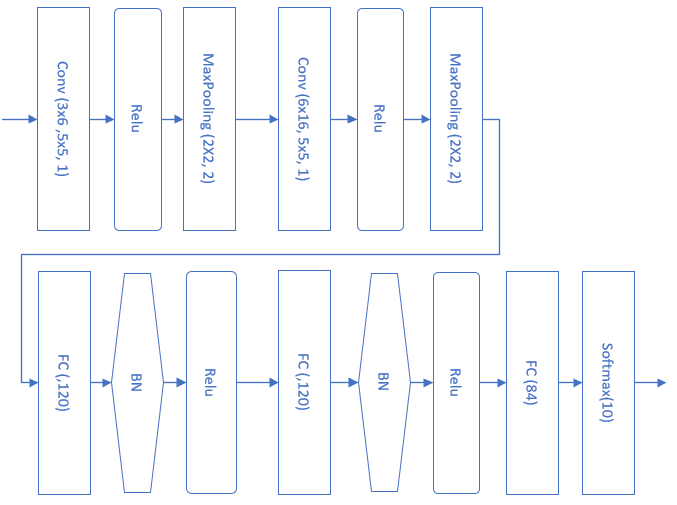 Conv (3x6 ,5x5, 1)
Relu
MaxPooling (2X2, 2)
Conv (6x16, 5x5, 1)
Relu
MaxPooling (2X2, 2)
FC (,120)
BN
Relu
FC (,120)
BN
Relu
FC (84)
Softmax(10)